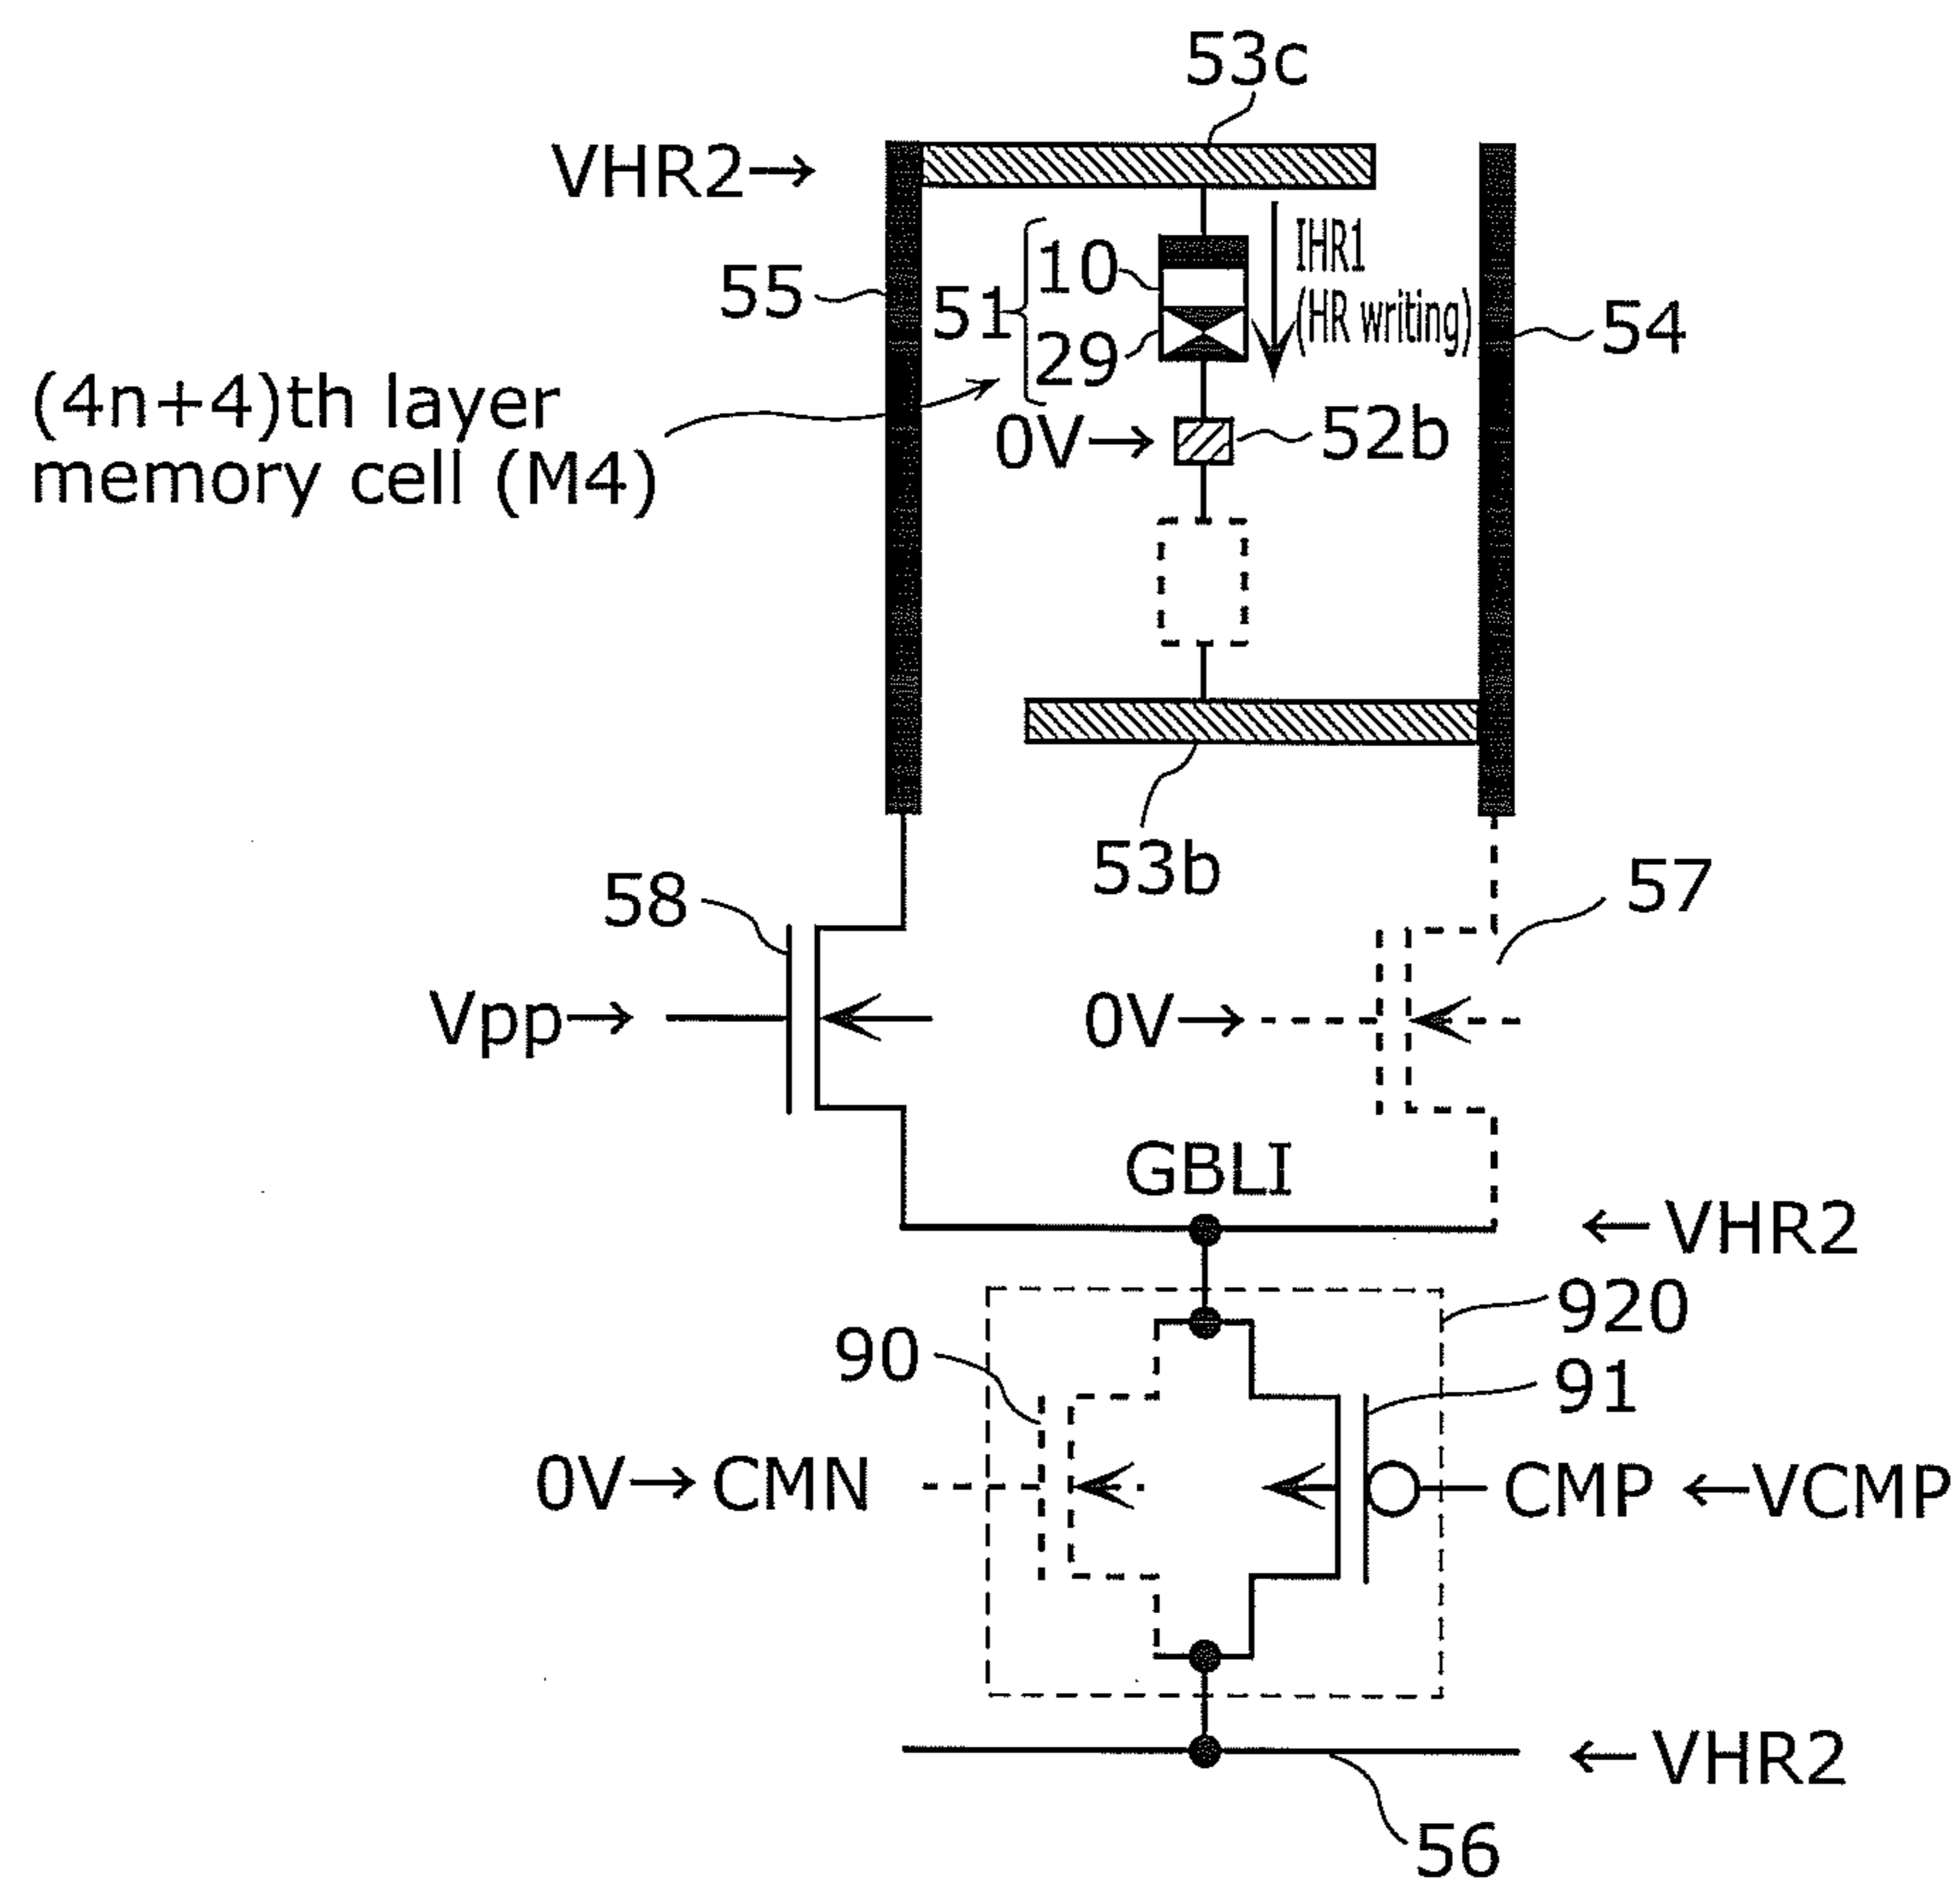 53c
VHR2
55
51
10
29
IHR1
(HR writing)
54
(4n+4)th layer
memory cell (M4)
0V
52b
53b
58
57
Vpp
0V
GBLI
VHR2
920
90
91
0V
CMN
CMP
VCMP
VHR2
56